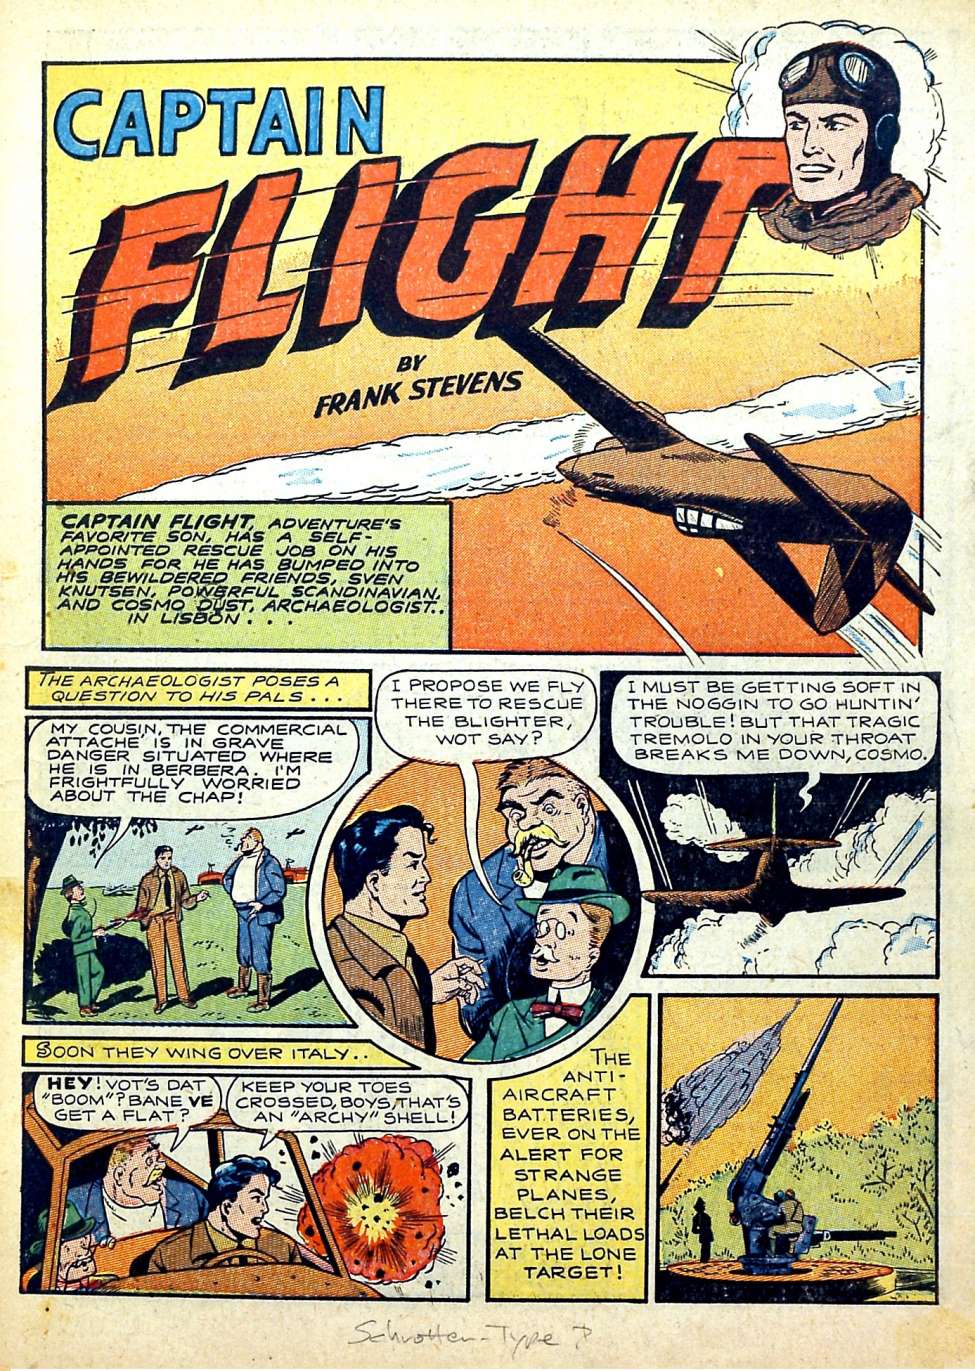 CAPTAIN
FLIGHT
BY
FRANK STEVENS
CAPTAIN FLIGHT, ADVENTURE'S
FAVORITE SON, HAS A SELF-
APPOINTED RESCUE JOB ON HIS
HANDS FOR HE HAS BUMPED INTO
HIS BEWILDERED FRIENDS, SVEN
KNUTSEN, POWERFUL SCANDINAVIAN,
AND COSMO DUST, ARCHAEOLOGIST..
IN LISBON . . .
THE ARCHAEOLOGIST POSES A
QUESTION TO HIS PALS . . .
MY COUSIN, THE COMMERCIAL
ATTACHE IS IN GRAVE
DANGER SITUATED WHERE
HE IS IN BERBERA. I'M
FRIGHTFULLY WORRIED
ABOUT THE CHAP!
I PROPOSE WE FLY
THERE TO RESCUE
THE BLIGHTER,
WOT SAY?
I MUST BE GETTING SOFT IN
THE NOGGIN TO GO HUNTIN'
TROUBLE! BUT THAT TRAGIC
TREMOLO IN YOUR THROAT
BREAKS ME DOWN, COSMO.
SOON THEY WING OVER ITALY..
HEY! VOT'S DAT
"BOOM"? BANE VE
GET A FLAT?
KEEP YOUR TOES
CROSSED, BOYS, THAT'S
AN "ARCHY" SHELL!
THE
ANTI-
AIRCRAFT
BATTERIES,
EVER ON THE
ALERT FOR
STRANGE
PLANES,
BELCH THEIR
LETHAL LOADS
AT THE LONE
TARGET!
-Type